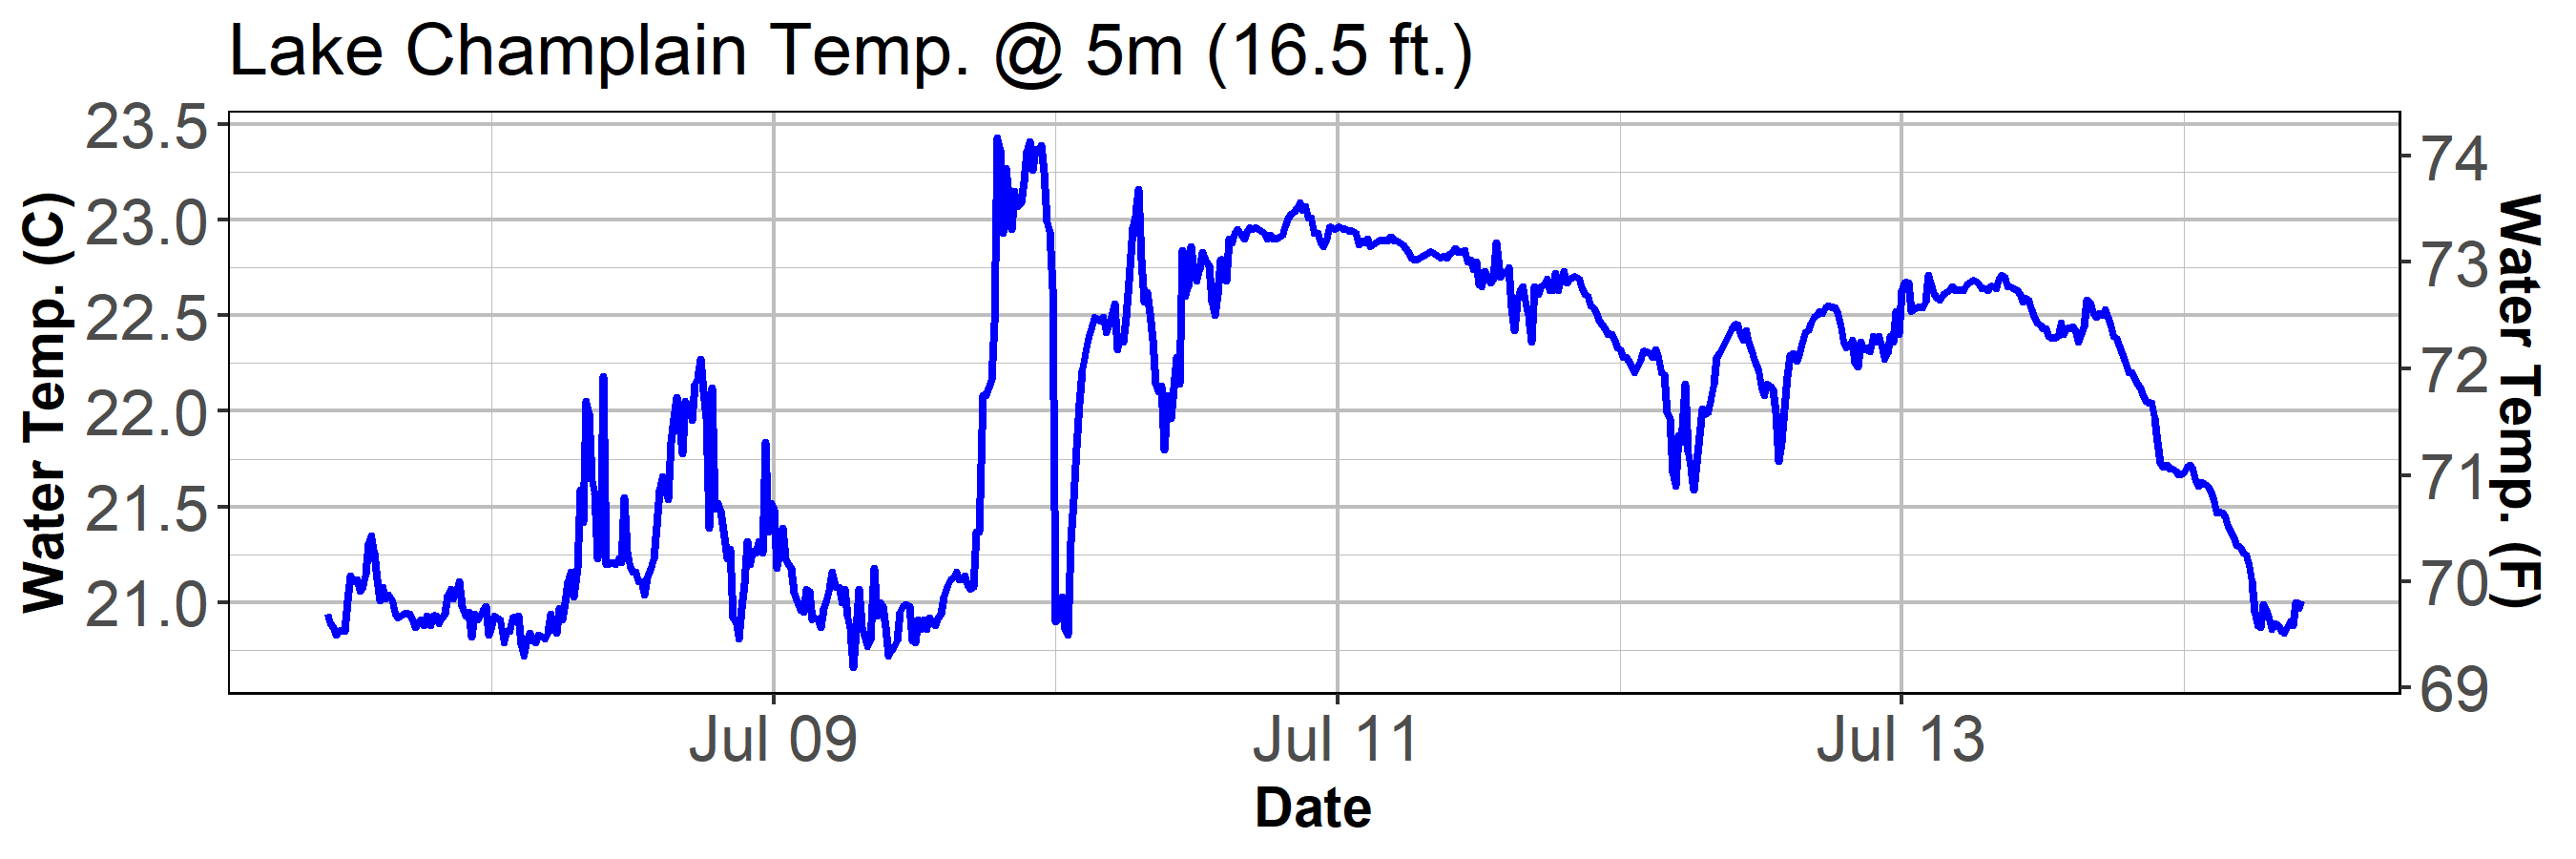 Lake Champlain Temp. @ 5m (16.5 ft.)
Water Temp. (C)
23.5
23.0
22.5
22.0
21.5
21.0
74
73
72
71
70
69
Water Temp. (F)
Jul 09
Jul 11
Jul 13
Date